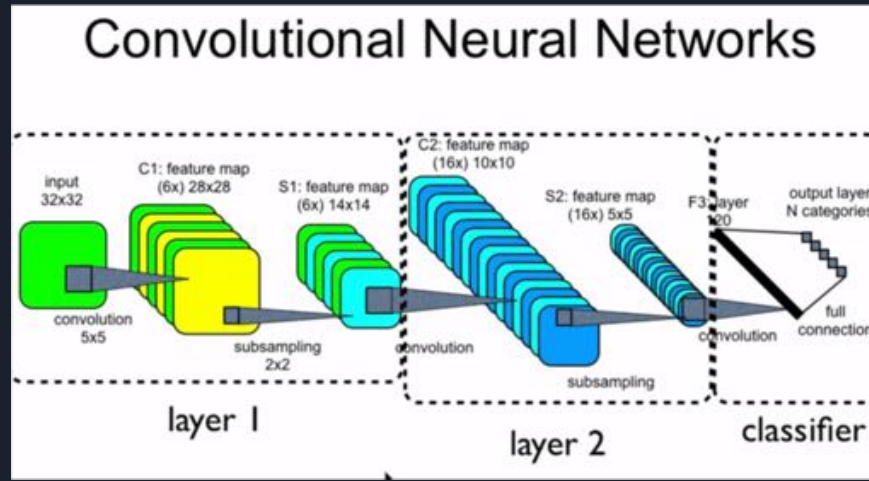 Convolutional Neural Networks
input
32x32
C1: feature map
(6x) 28x28
S1: feature map
(6x) 14x14
convolution
5x5
subsampling
2x2
convolution
C2: feature map
(16x) 10x10
S2: feature map
(16x) 5x5
subsampling
convolution
F3: layer
120
output layer
N categories
full
connection
layer 1
layer 2
classifier